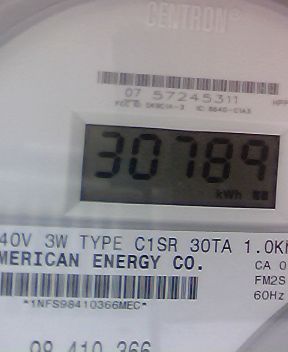 CENTRON®
07 57245311
30789
kWh
40V 3W TYPE C1SR 30TA 1.0K
MERICAN ENERGY CO.
CA 0
FM2S
60Hz
*1NFS98410366MEC*
98 410 366